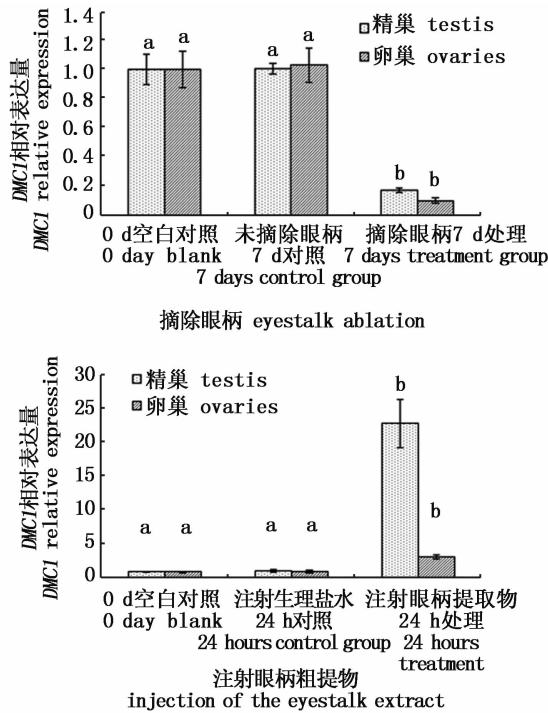 DMC1相对表达量
DMC1 relative expression
1.4
1.2
1.0
0.8
0.6
0.4
0.2
0
精巢 testis
卵巢 ovaries
a a a a b b
0 d空白对照 未摘除眼柄 摘除眼柄7 d处理
0 day blank 7 d对照 7 days treatment group
7 days control group
摘除眼柄 eyestalk ablation
DMC1相对表达量
DMC1 relative expression
30
25
20
15
10
5
0
精巢 testis
卵巢 ovaries
b
b
a a a a
0 d空白对照 注射生理盐水 注射眼柄提取物
0 day blank 24 h对照 24 h处理
24 hours control group 24 hours
treatment
注射眼柄粗提物
injection of the eyestalk extract